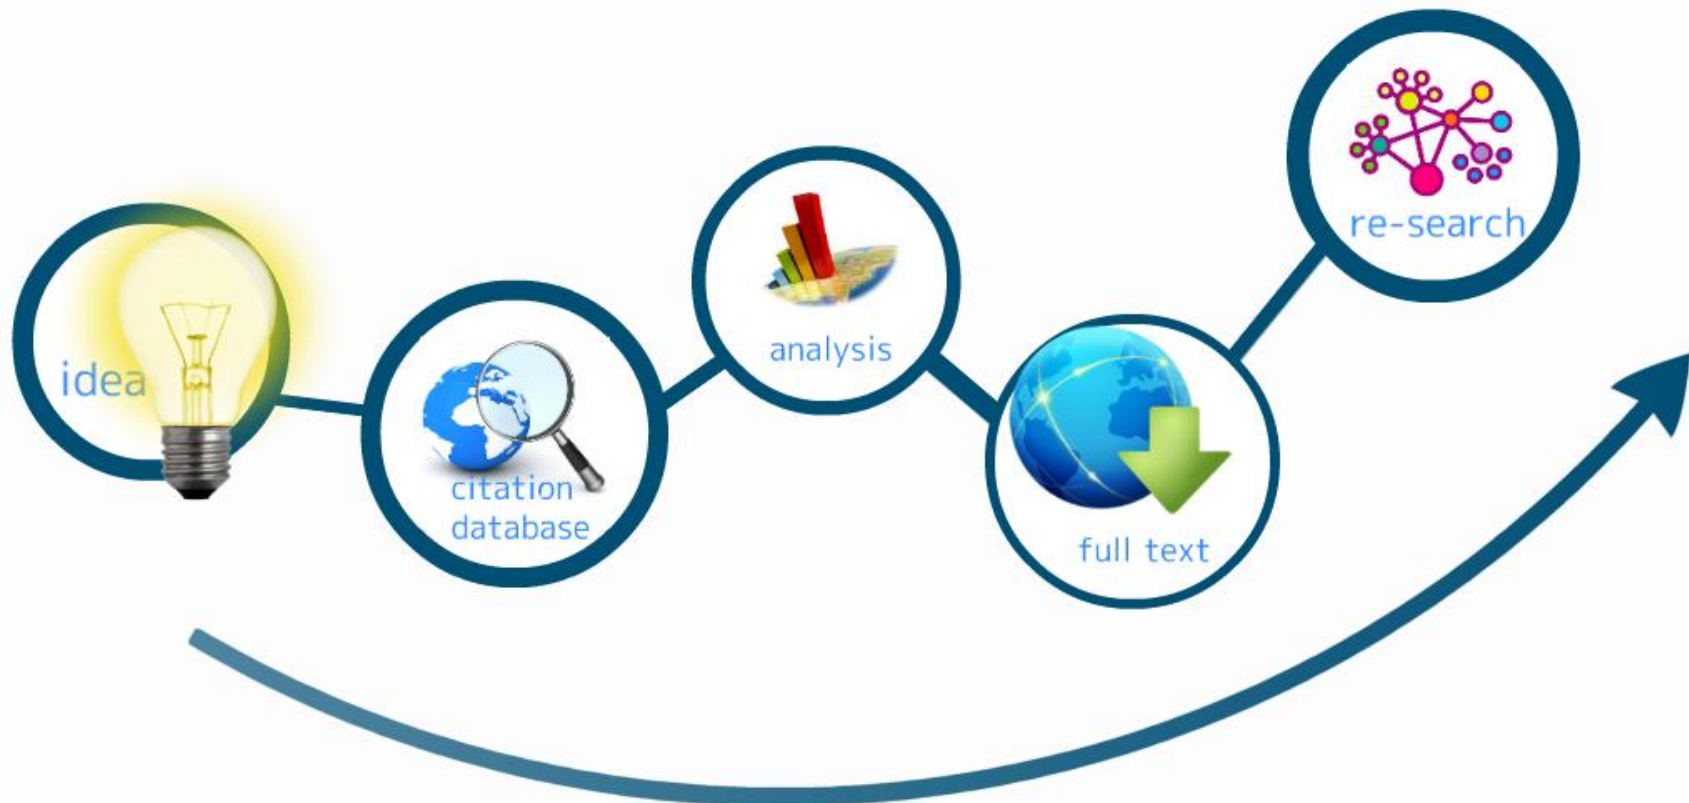 idea
citation
database
analysis
full text
re-search